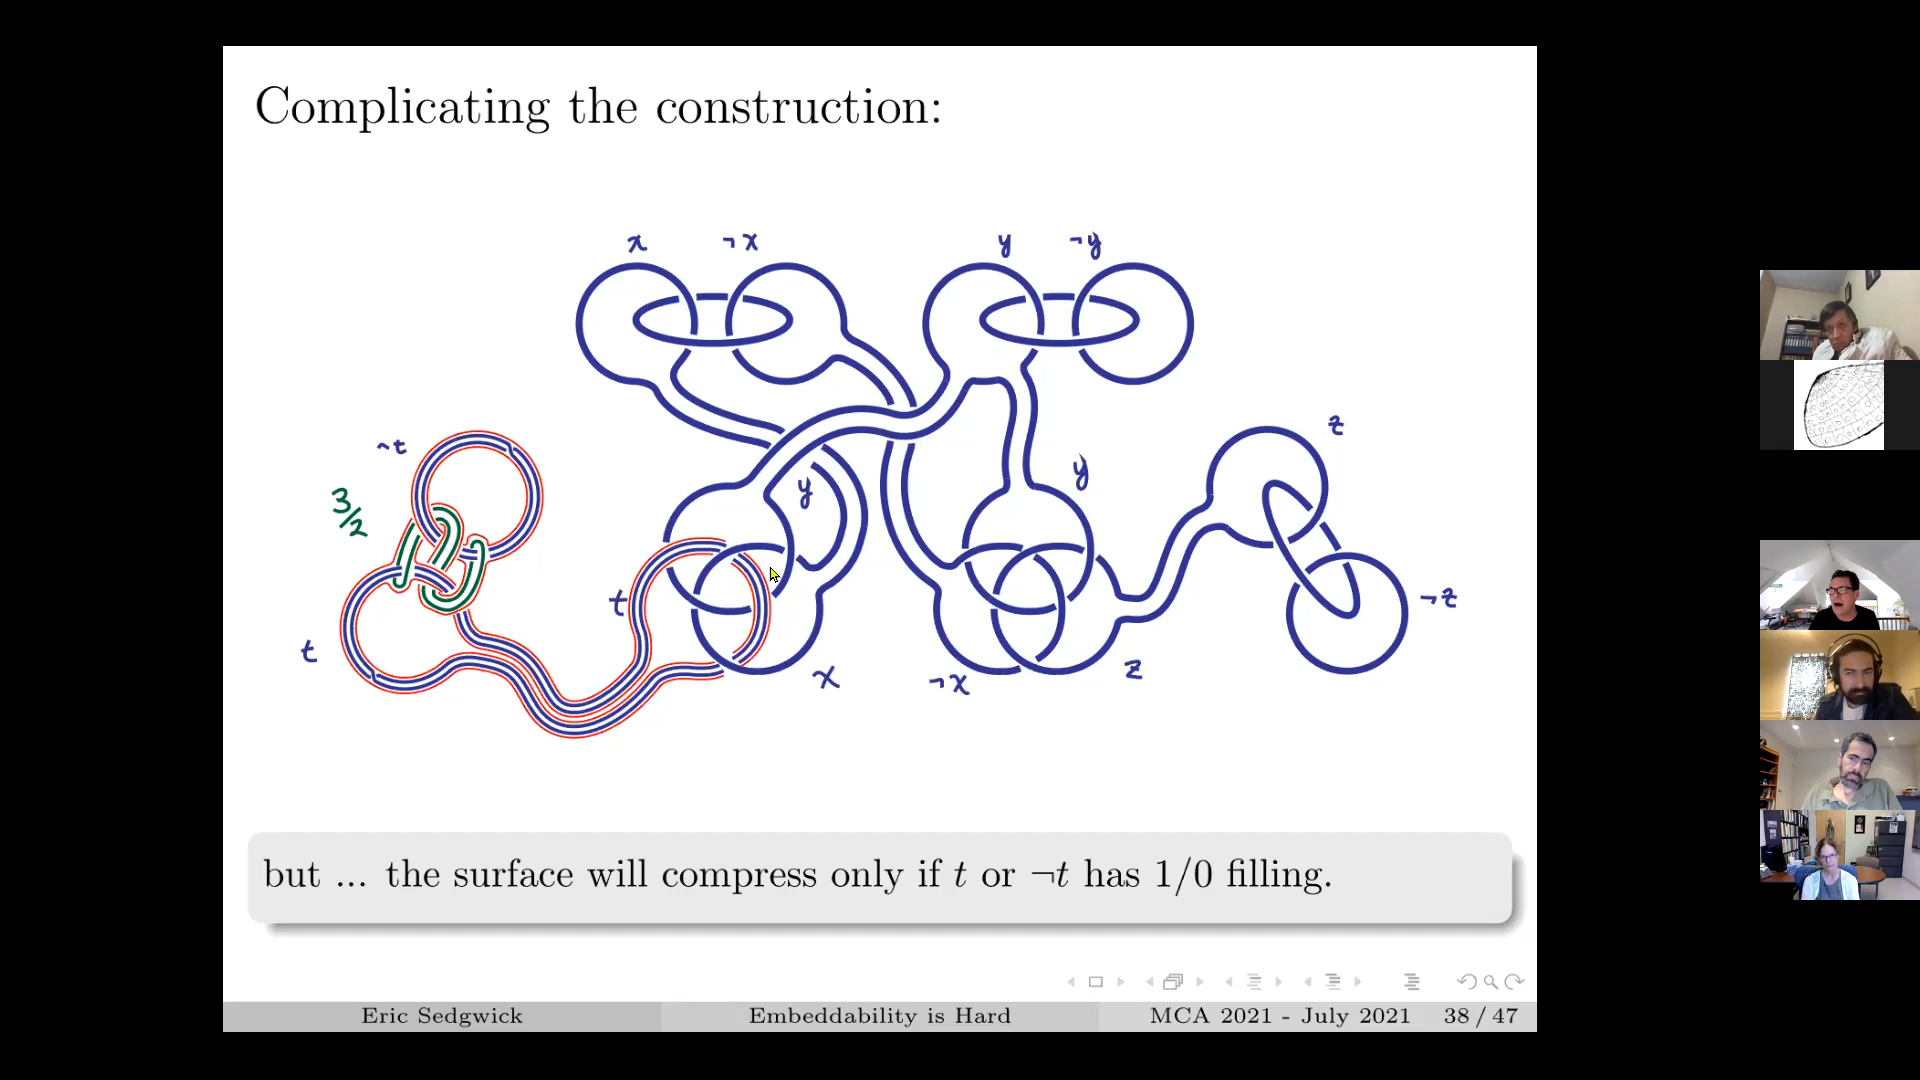 Complicating the construction:
x ¬x y ¬y
¬t
3/2
z
y
y
t
¬z
t
x
¬x
z
but ... the surface will compress only if t or ¬t has 1/0 filling.
Eric Sedgwick Embeddability is Hard MCA 2021 - July 2021 38 / 47